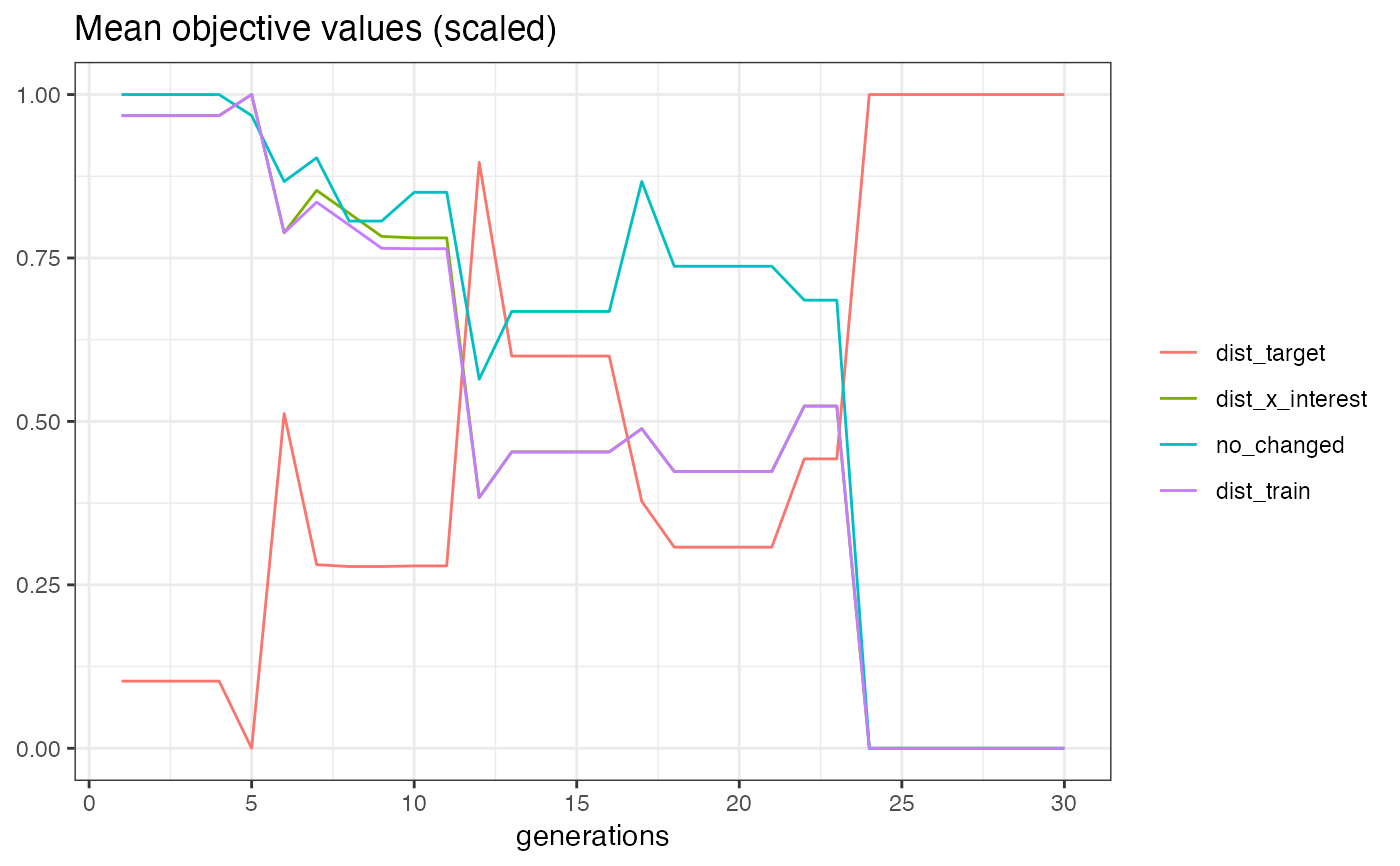 Mean objective values (scaled)
1.00
0.75
0.50
0.25
0.00
0 5 10 15 20 25 30
generations
dist_target
dist_x_interest
no_changed
dist_train